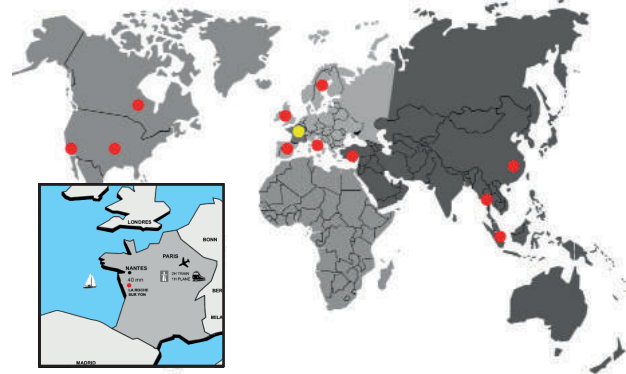 LONDRES
BONN
PARIS
NANTES
40 mn
2H TRAIN
1H PLANE
LA ROCHE
SUR YON
BER
MILA
MADRID